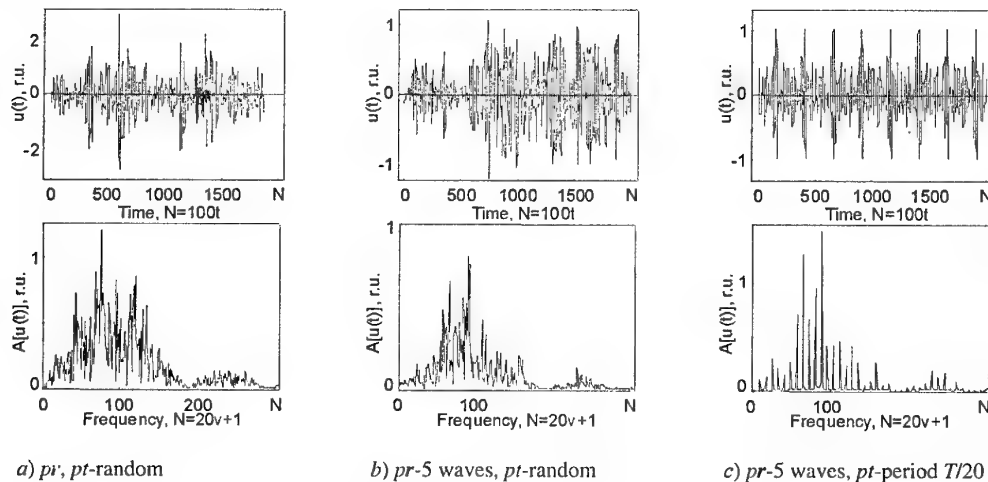 u(t), r.u.
2
0
-2
500 1000 1500 N
Time, N=100t
u(t), r.u.
1
0
-1
0 500 1000 1500 N
Time, N=100t
u(t), r.u.
1
0
-1
0 500 1000 1500 N
Time, N=100t
A[u(t)], r.u.
1
0
0 100 200 N
Frequency, N=20v+1
A[u(t)], r.u.
1
0
0 100 200 N
Frequency, N=20v+1
A[u(t)], r.u.
1
0
100 N
Frequency, N=20v+1
a) pr, pt-random
b) pr-5 waves, pt-random
c) pr-5 waves, pt-period T/20